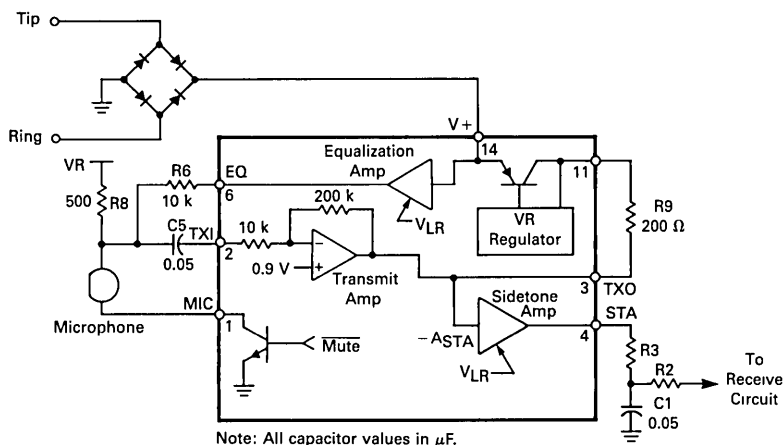 Tip
Ring
V+
14
VR
500
R8
R6
10 k
EQ
6
Equalization
Amp
VLR
VR
Regulator
11
R9
200 Ω
C5
0.05
TXI
2
10 k
200 k
0.9 V
−
+
Transmit
Amp
3
TXO
Microphone
MIC
1
Mute
Sidetone
Amp
−ASTA
VLR
STA
4
R3
R2
To
Receive
Circuit
C1
0.05
Note: All capacitor values in μF.